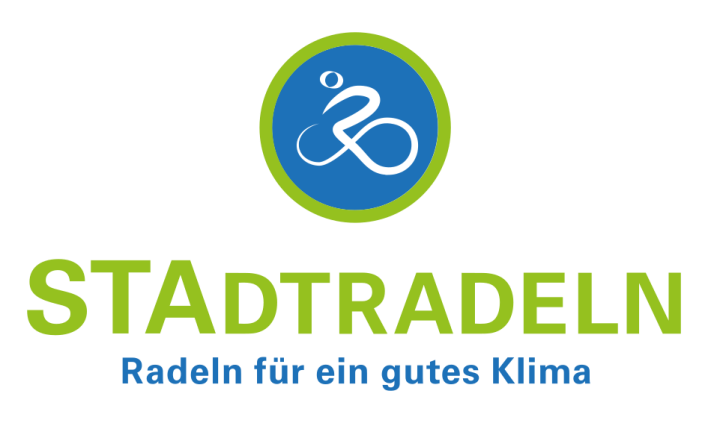 STADTRADELN
Radeln für ein gutes Klima